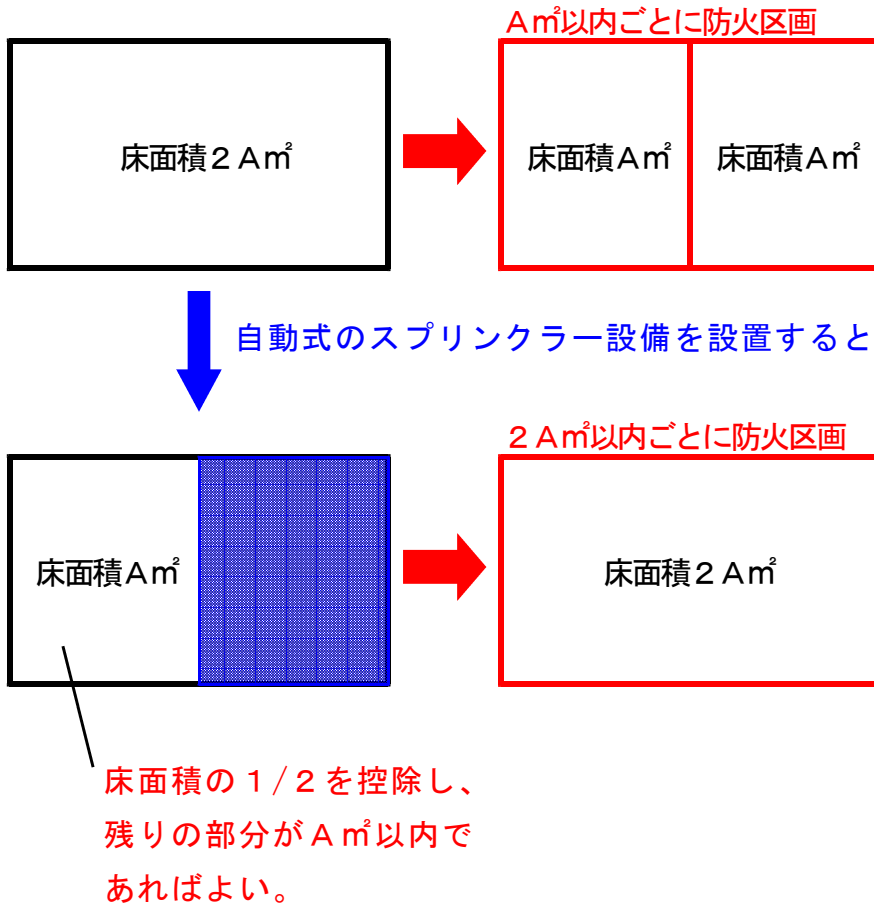 Ａ㎡以内ごとに防火区画
床面積２Ａ㎡
床面積Ａ㎡
床面積Ａ㎡
自動式のスプリンクラー設備を設置すると
２Ａ㎡以内ごとに防火区画
床面積Ａ㎡
床面積２Ａ㎡
床面積の１/２を控除し、
残りの部分がＡ㎡以内で
あればよい。